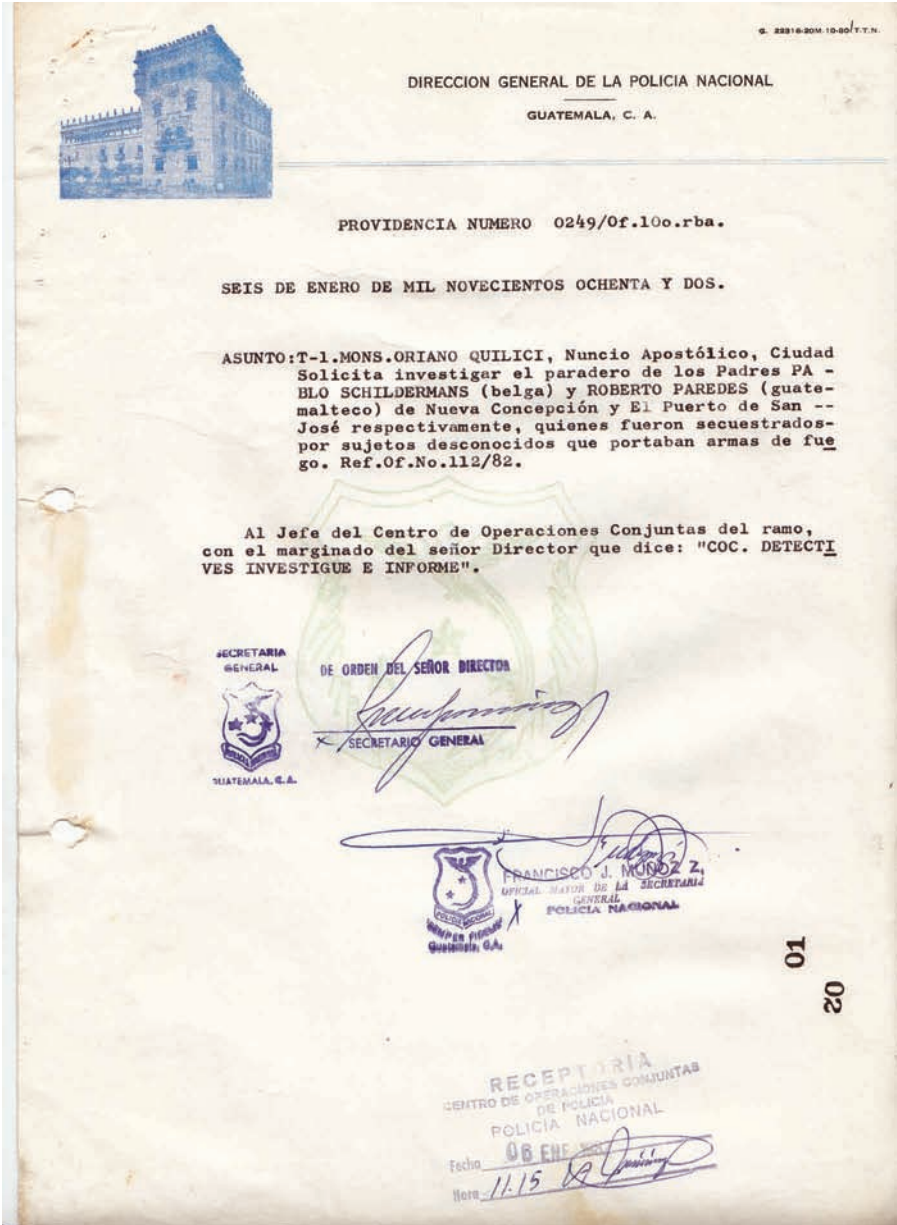 G. 22316-20M-10-80/T.T.N.
DIRECCION GENERAL DE LA POLICIA NACIONAL
GUATEMALA, C. A.
PROVIDENCIA NUMERO 0249/Of.10o.rba.
SEIS DE ENERO DE MIL NOVECIENTOS OCHENTA Y DOS.
ASUNTO:T-1.MONS.ORIANO QUILICI, Nuncio Apostólico, Ciudad
Solicita investigar el paradero de los Padres PA -
BLO SCHILDERMANS (belga) y ROBERTO PAREDES (guate-
malteco) de Nueva Concepción y El Puerto de San --
José respectivamente, quienes fueron secuestrados-
por sujetos desconocidos que portaban armas de fue
go. Ref.Of.No.112/82.
Al Jefe del Centro de Operaciones Conjuntas del ramo,
con el marginado del señor Director que dice: "COC. DETECTI
VES INVESTIGUE E INFORME".
SECRETARIA
GENERAL
GUATEMALA, C. A.
DE ORDEN DEL SEÑOR DIRECTOR
SECRETARIO GENERAL
FRANCISCO J. MUÑOZ Z.
OFICIAL MAYOR DE LA SECRETARIA
GENERAL
POLICIA NACIONAL
POLICIA NACIONAL
SEMPER FIDELIS
Guatemala, C.A.
01
20
RECEPTORIA
CENTRO DE OPERACIONES CONJUNTAS
DE POLICIA
POLICIA NACIONAL
Fecha 06 ENE
Hora 11.15